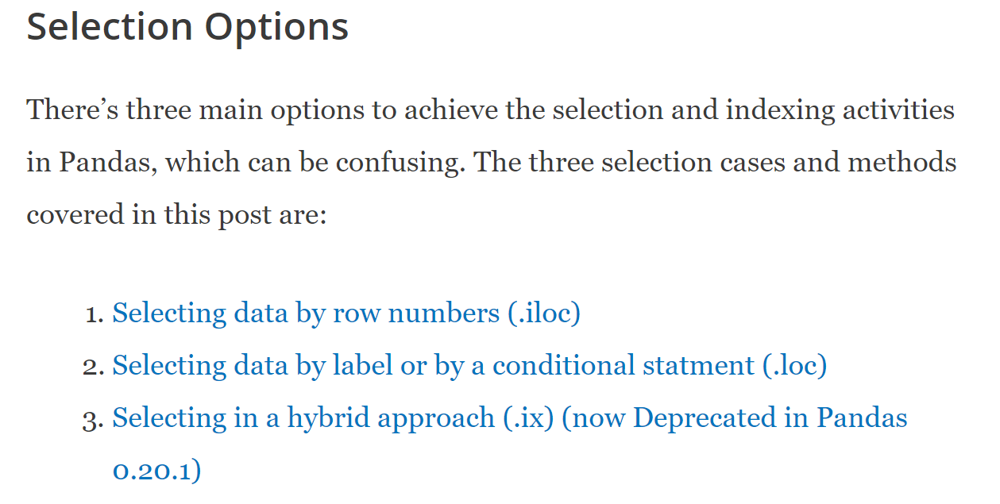 Selection Options
There’s three main options to achieve the selection and indexing activities
in Pandas, which can be confusing. The three selection cases and methods
covered in this post are:
1. Selecting data by row numbers (.iloc)
2. Selecting data by label or by a conditional statment (.loc)
3. Selecting in a hybrid approach (.ix) (now Deprecated in Pandas
0.20.1)